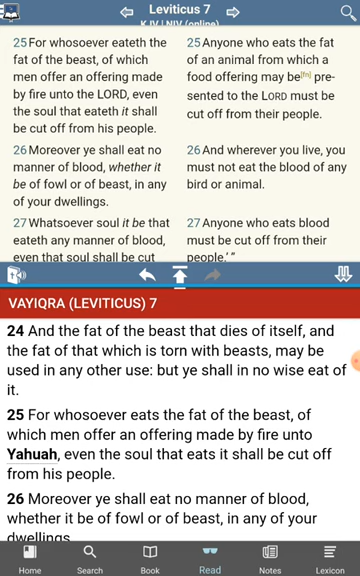 Leviticus 7
KJV | NIV (online)
25 For whosoever eateth the
fat of the beast, of which
men offer an offering made
by fire unto the LORD, even
the soul that eateth it shall
be cut off from his people.
26 Moreover ye shall eat no
manner of blood, whether it
be of fowl or of beast, in any
of your dwellings.
27 Whatsoever soul it be that
eateth any manner of blood,
even that soul shall be cut
25 Anyone who eats the fat
of an animal from which a
food offering may be[fn] pre-
sented to the LORD must be
cut off from their people.
26 And wherever you live, you
must not eat the blood of any
bird or animal.
27 Anyone who eats blood
must be cut off from their
people.’ ”
VAYIQRA (LEVITICUS) 7
24 And the fat of the beast that dies of itself, and
the fat of that which is torn with beasts, may be
used in any other use: but ye shall in no wise eat of
it.
25 For whosoever eats the fat of the beast, of
which men offer an offering made by fire unto
Yahuah, even the soul that eats it shall be cut off
from his people.
26 Moreover ye shall eat no manner of blood,
whether it be of fowl or of beast, in any of your
dwellings
Home
Search
Book
Read
Notes
Lexicon